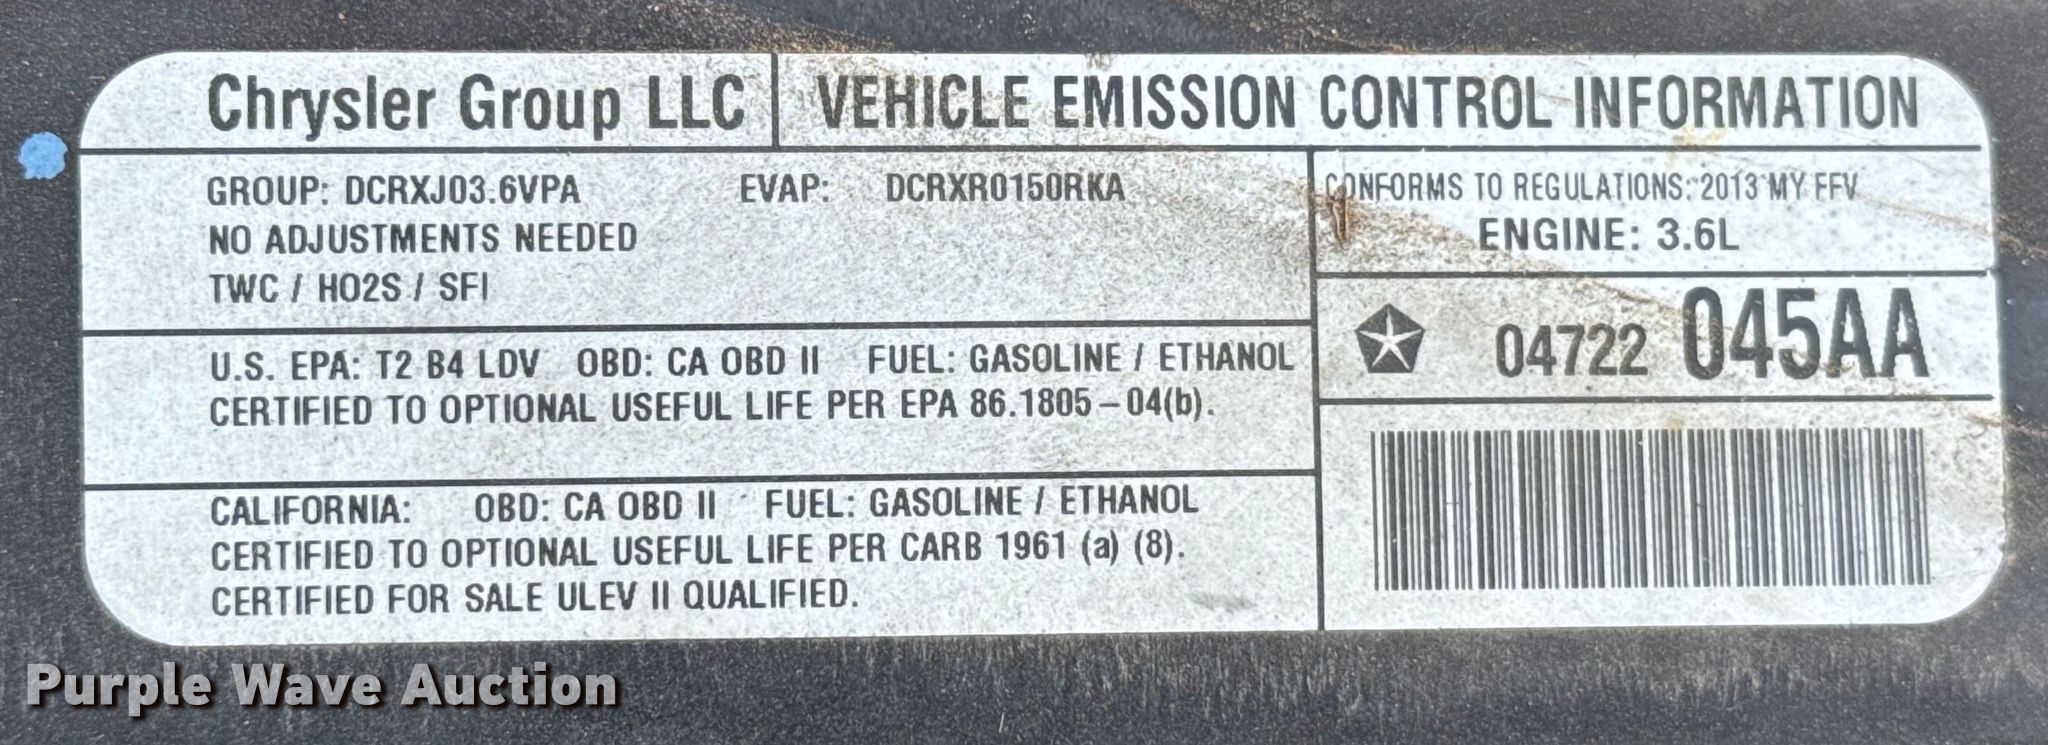 Chrysler Group LLC
VEHICLE EMISSION CONTROL INFORMATION
GROUP: DCRXJ03.6VPA EVAP: DCRXR0150RKA
NO ADJUSTMENTS NEEDED
TWC / HO2S / SFI
CONFORMS TO REGULATIONS: 2013 MY FFV
ENGINE: 3.6L
04722 045AA
U.S. EPA: T2 B4 LDV OBD: CA OBD II FUEL: GASOLINE / ETHANOL
CERTIFIED TO OPTIONAL USEFUL LIFE PER EPA 86.1805-04(b).
CALIFORNIA: OBD: CA OBD II FUEL: GASOLINE / ETHANOL
CERTIFIED TO OPTIONAL USEFUL LIFE PER CARB 1961 (a) (8).
CERTIFIED FOR SALE ULEV II QUALIFIED.
Purple Wave Auction